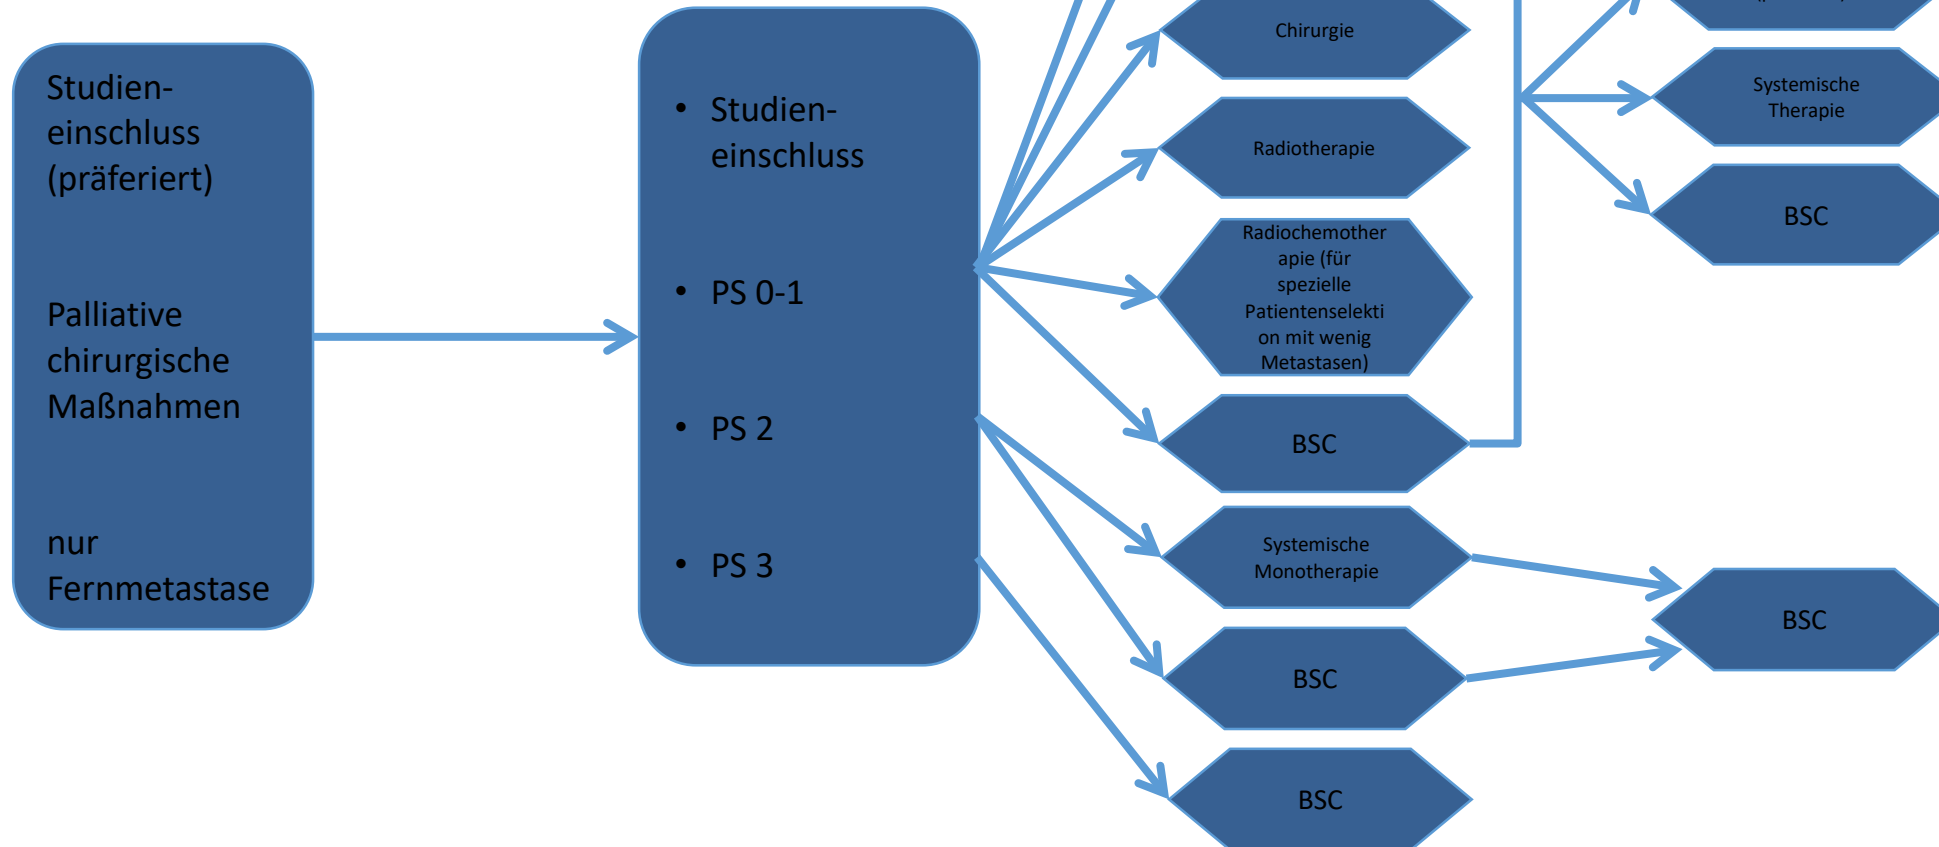 Studien-
einschluss
(präferiert)
Palliative
chirurgische
Maßnahmen
nur
Fernmetastase
• Studien-
einschluss
• PS 0-1
• PS 2
• PS 3
Chirurgie
Radiotherapie
Radiochemother
apie (für
spezielle
Patientenselekti
on mit wenig
Metastasen)
BSC
Systemische
Monotherapie
BSC
BSC
Systemische
Therapie
BSC
BSC